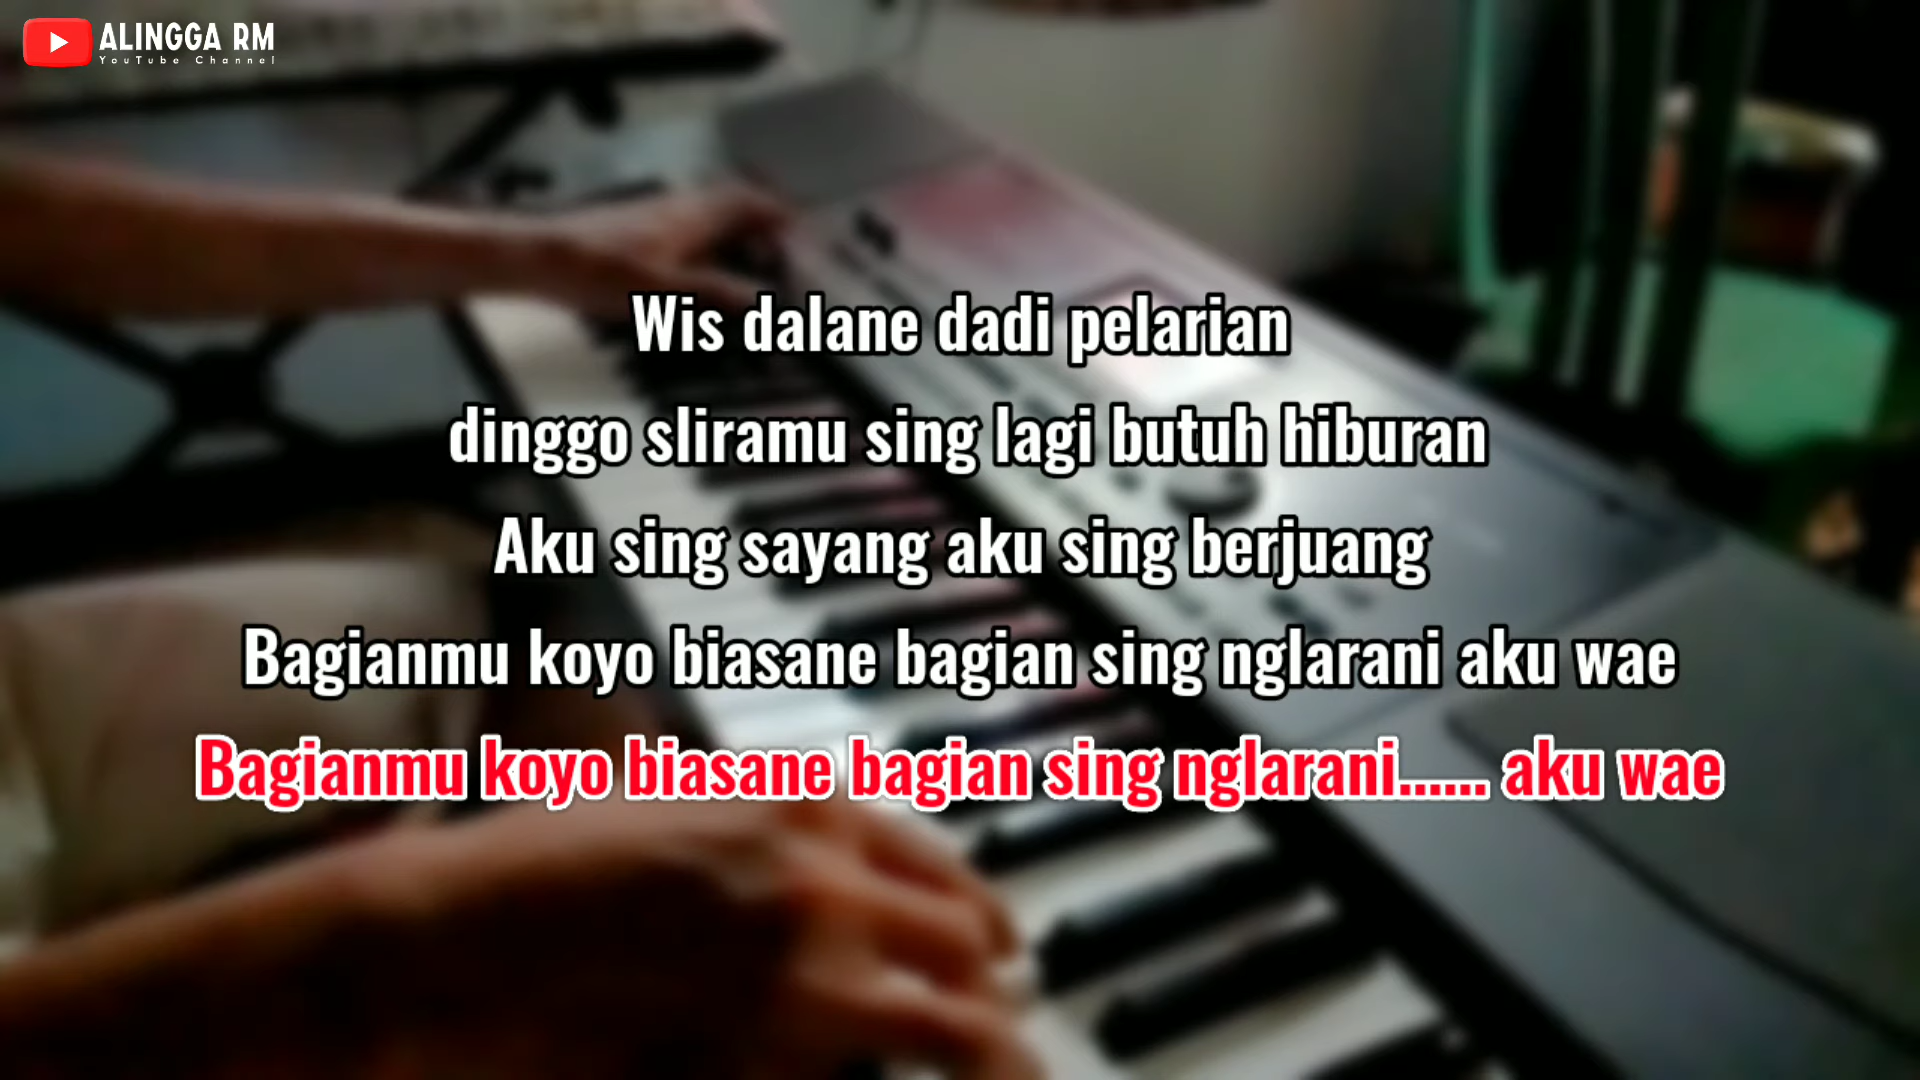 ALINGGA RM
YouTube Channel
Wis dalane dadi pelarian
dinggo sliramu sing lagi butuh hiburan
Aku sing sayang aku sing berjuang
Bagianmu koyo biasane bagian sing nglarani aku wae
Bagianmu koyo biasane bagian sing nglarani...... aku wae